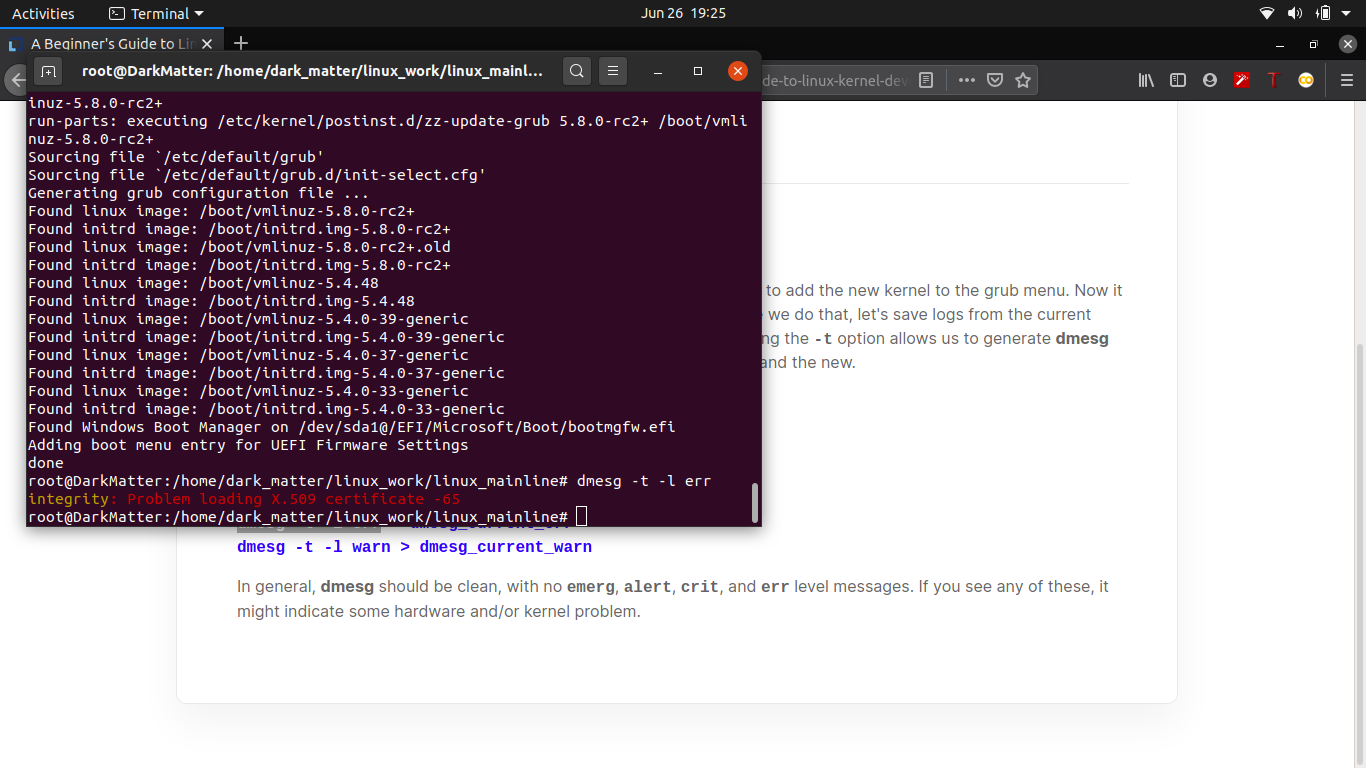 Activities
Terminal
Jun 26 19:25
A Beginner's Guide to Lin
root@DarkMatter: /home/dark_matter/linux_work/linux_mainl...
de-to-linux-kernel-dev
inuz-5.8.0-rc2+
run-parts: executing /etc/kernel/postinst.d/zz-update-grub 5.8.0-rc2+ /boot/vmli
nuz-5.8.0-rc2+
Sourcing file `/etc/default/grub'
Sourcing file `/etc/default/grub.d/init-select.cfg'
Generating grub configuration file ...
Found linux image: /boot/vmlinuz-5.8.0-rc2+
Found initrd image: /boot/initrd.img-5.8.0-rc2+
Found linux image: /boot/vmlinuz-5.8.0-rc2+.old
Found initrd image: /boot/initrd.img-5.8.0-rc2+
Found linux image: /boot/vmlinuz-5.4.48
Found initrd image: /boot/initrd.img-5.4.48
Found linux image: /boot/vmlinuz-5.4.0-39-generic
Found initrd image: /boot/initrd.img-5.4.0-39-generic
Found linux image: /boot/vmlinuz-5.4.0-37-generic
Found initrd image: /boot/initrd.img-5.4.0-37-generic
Found linux image: /boot/vmlinuz-5.4.0-33-generic
Found initrd image: /boot/initrd.img-5.4.0-33-generic
Found Windows Boot Manager on /dev/sda1@/EFI/Microsoft/Boot/bootmgfw.efi
Adding boot menu entry for UEFI Firmware Settings
done
root@DarkMatter:/home/dark_matter/linux_work/linux_mainline# dmesg -t -l err
integrity: Problem loading X.509 certificate -65
root@DarkMatter:/home/dark_matter/linux_work/linux_mainline#
to add the new kernel to the grub menu. Now it
we do that, let's save logs from the current
ng the -t option allows us to generate dmesg
and the new.
dmesg -t -l warn > dmesg_current_warn
In general, dmesg should be clean, with no emerg, alert, crit, and err level messages. If you see any of these, it
might indicate some hardware and/or kernel problem.